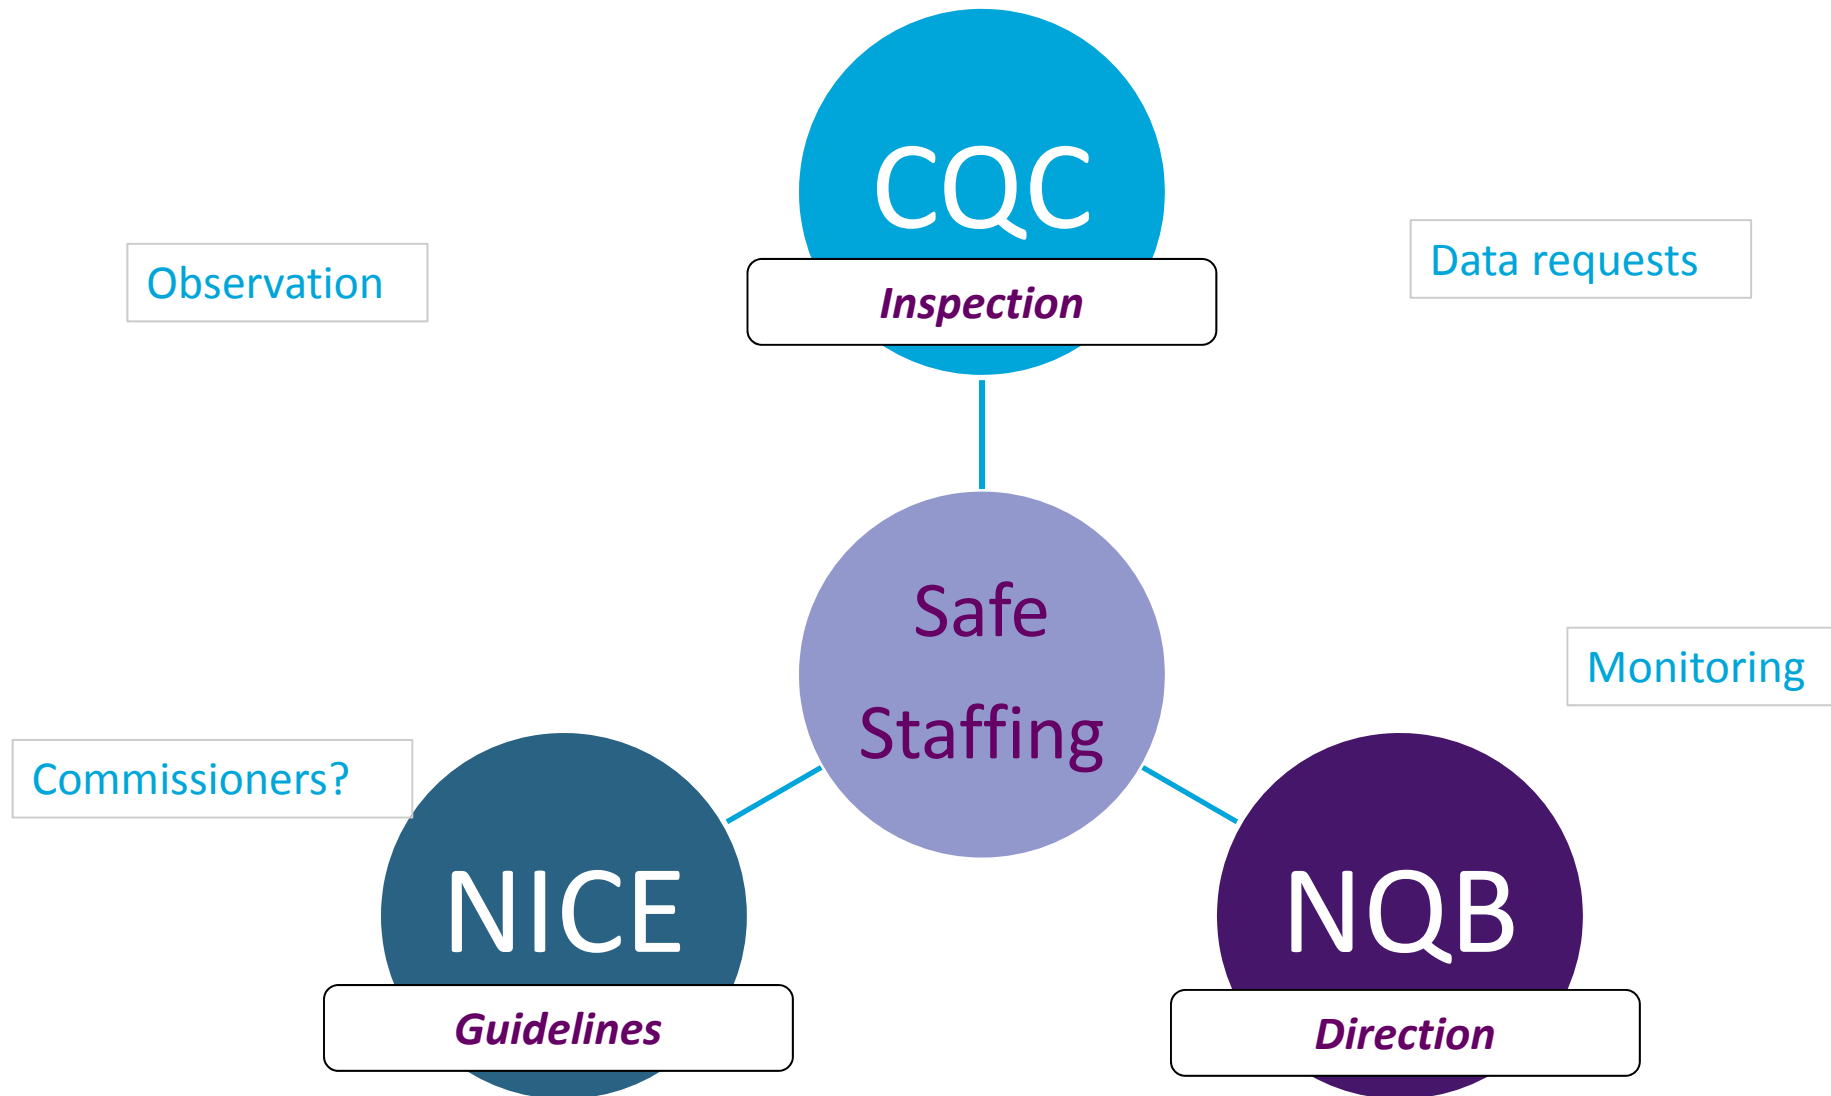 CQC
Inspection
Observation
Data requests
Safe
Staffing
Monitoring
Commissioners?
NICE
Guidelines
NQB
Direction